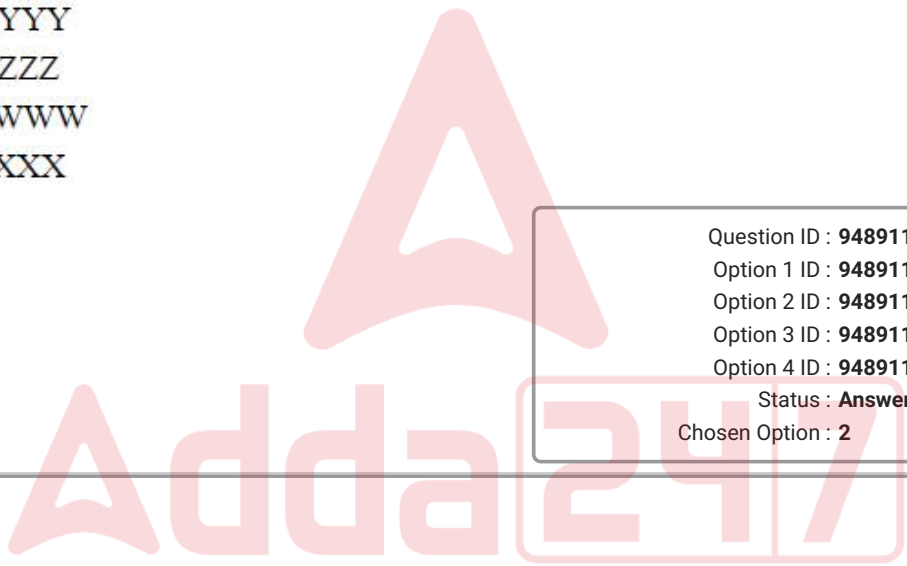 YYY
ZZZ
WWW
XXX
Question ID : 948911
Option 1 ID : 948911
Option 2 ID : 948911
Option 3 ID : 948911
Option 4 ID : 948911
Status : Answer
Chosen Option : 2
Adda247